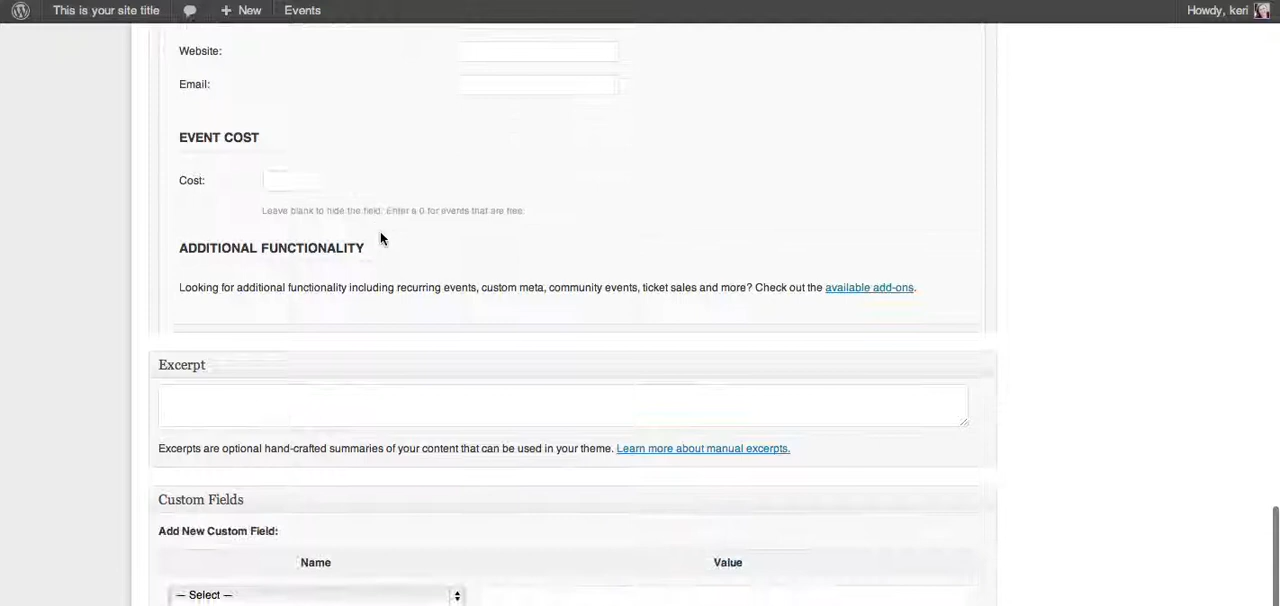 This is your site title + New Events Howdy, keri
Website:
Email:
EVENT COST
Cost:
Leave blank to hide the field. Enter a 0 for events that are free.
ADDITIONAL FUNCTIONALITY
Looking for additional functionality including recurring events, custom meta, community events, ticket sales and more? Check out the available add-ons.
Excerpt
Excerpts are optional hand-crafted summaries of your content that can be used in your theme. Learn more about manual excerpts.
Custom Fields
Add New Custom Field:
Name Value
— Select —